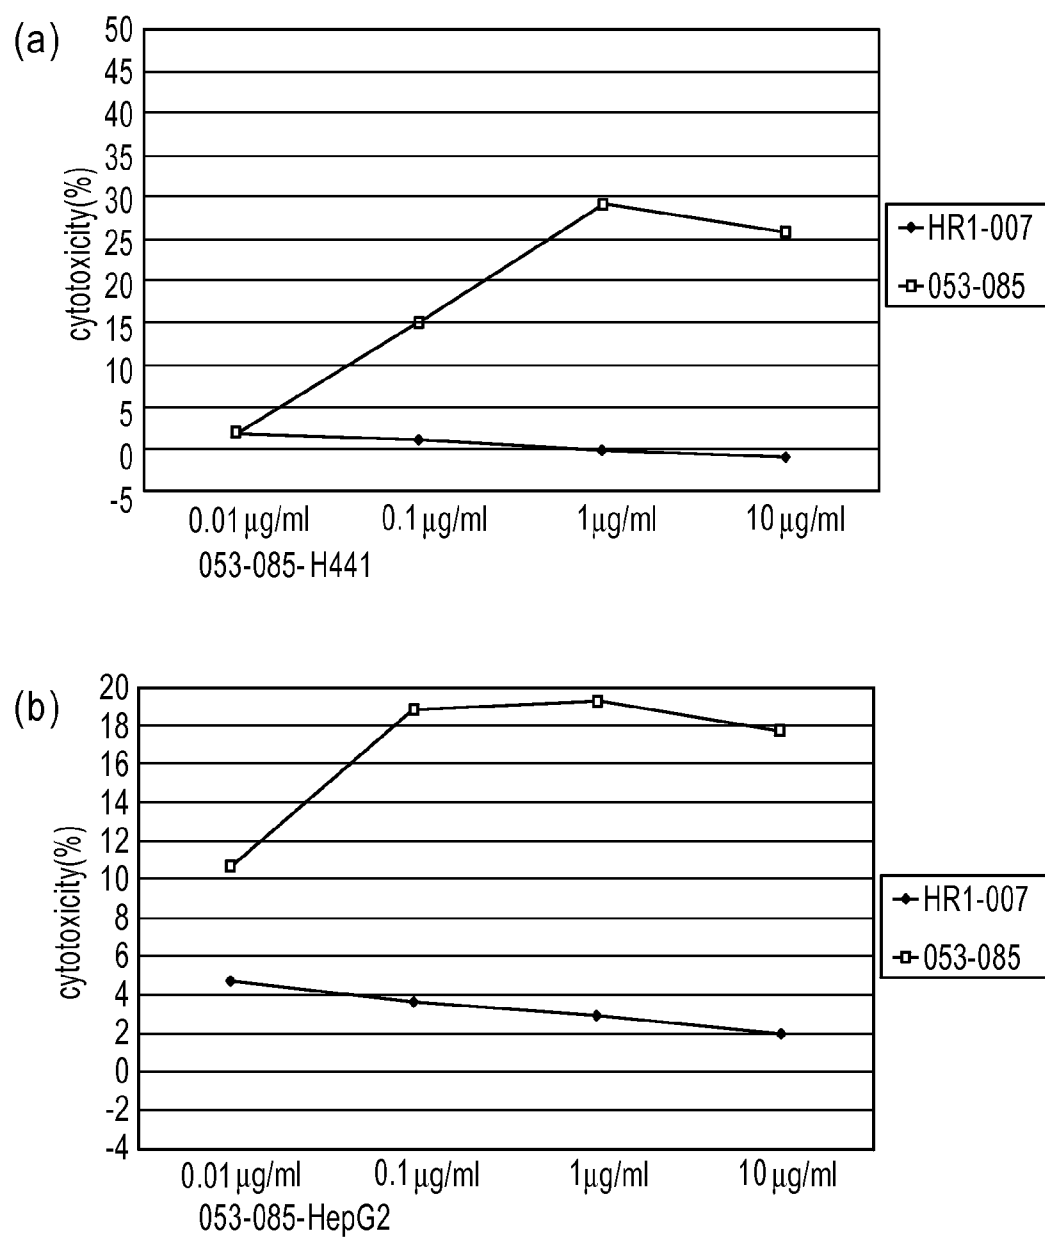 (a)
50
45
40
35
30
25
20
15
10
5
0
-5
cytotoxicity(%)
0.01 µg/ml 0.1 µg/ml 1µg/ml 10 µg/ml
053-085-H441
HR1-007
053-085
(b)
20
18
16
14
12
10
8
6
4
2
0
-2
-4
cytotoxicity(%)
0.01 µg/ml 0.1 µg/ml 1µg/ml 10 µg/ml
053-085-HepG2
HR1-007
053-085